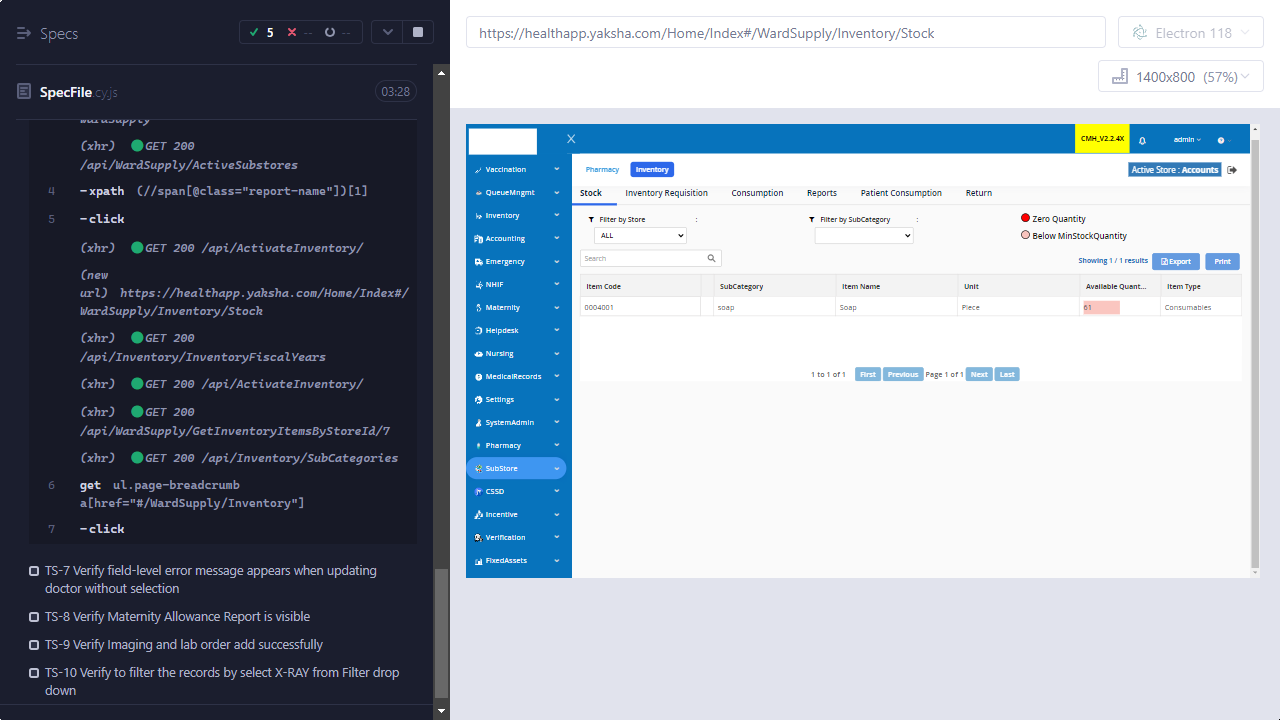 Specs
5
--
--
SpecFile.cy.js
03:28
WardSupply
(xhr) GET 200
/api/WardSupply/ActiveSubstores
4 -xpath (//span[@class="report-name"])[1]
5 -click
(xhr) GET 200 /api/ActivateInventory/
(new
url) https://healthapp.yaksha.com/Home/Index#/
WardSupply/Inventory/Stock
(xhr) GET 200
/api/Inventory/InventoryFiscalYears
(xhr) GET 200 /api/ActivateInventory/
(xhr) GET 200
/api/WardSupply/GetInventoryItemsByStoreId/7
(xhr) GET 200 /api/Inventory/SubCategories
6 get ul.page-breadcrumb
a[href="#/WardSupply/Inventory"]
7 -click
TS-7 Verify field-level error message appears when updating
doctor without selection
TS-8 Verify Maternity Allowance Report is visible
TS-9 Verify Imaging and lab order add successfully
TS-10 Verify to filter the records by select X-RAY from Filter drop
down
https://healthapp.yaksha.com/Home/Index#/WardSupply/Inventory/Stock
Electron 118
1400x800 (57%)
X
CMH_V2.2.4X
admin
Vaccination
QueueMngmt
Inventory
Accounting
Emergency
NHIF
Maternity
Helpdesk
Nursing
MedicalRecords
Settings
SystemAdmin
Pharmacy
SubStore
CSSD
Incentive
Verification
FixedAssets
Pharmacy Inventory
Active Store : Accounts
Stock Inventory Requisition Consumption Reports Patient Consumption Return
Filter by Store :
ALL
Filter by SubCategory :
Zero Quantity
Below MinStockQuantity
Search
Showing 1 / 1 results
Export
Print
Item Code SubCategory Item Name Unit Available Quant... Item Type
0004001 soap Soap Piece 61 Consumables
1 to 1 of 1 First Previous Page 1 of 1 Next Last